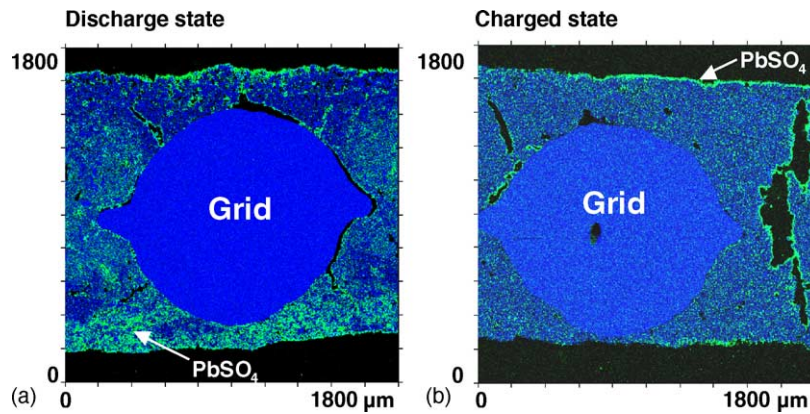 Discharge state
1800
Grid
PbSO₄
0
(a)
0
1800 µm
Charged state
1800
PbSO₄
Grid
0
(b)
0
1800 µm